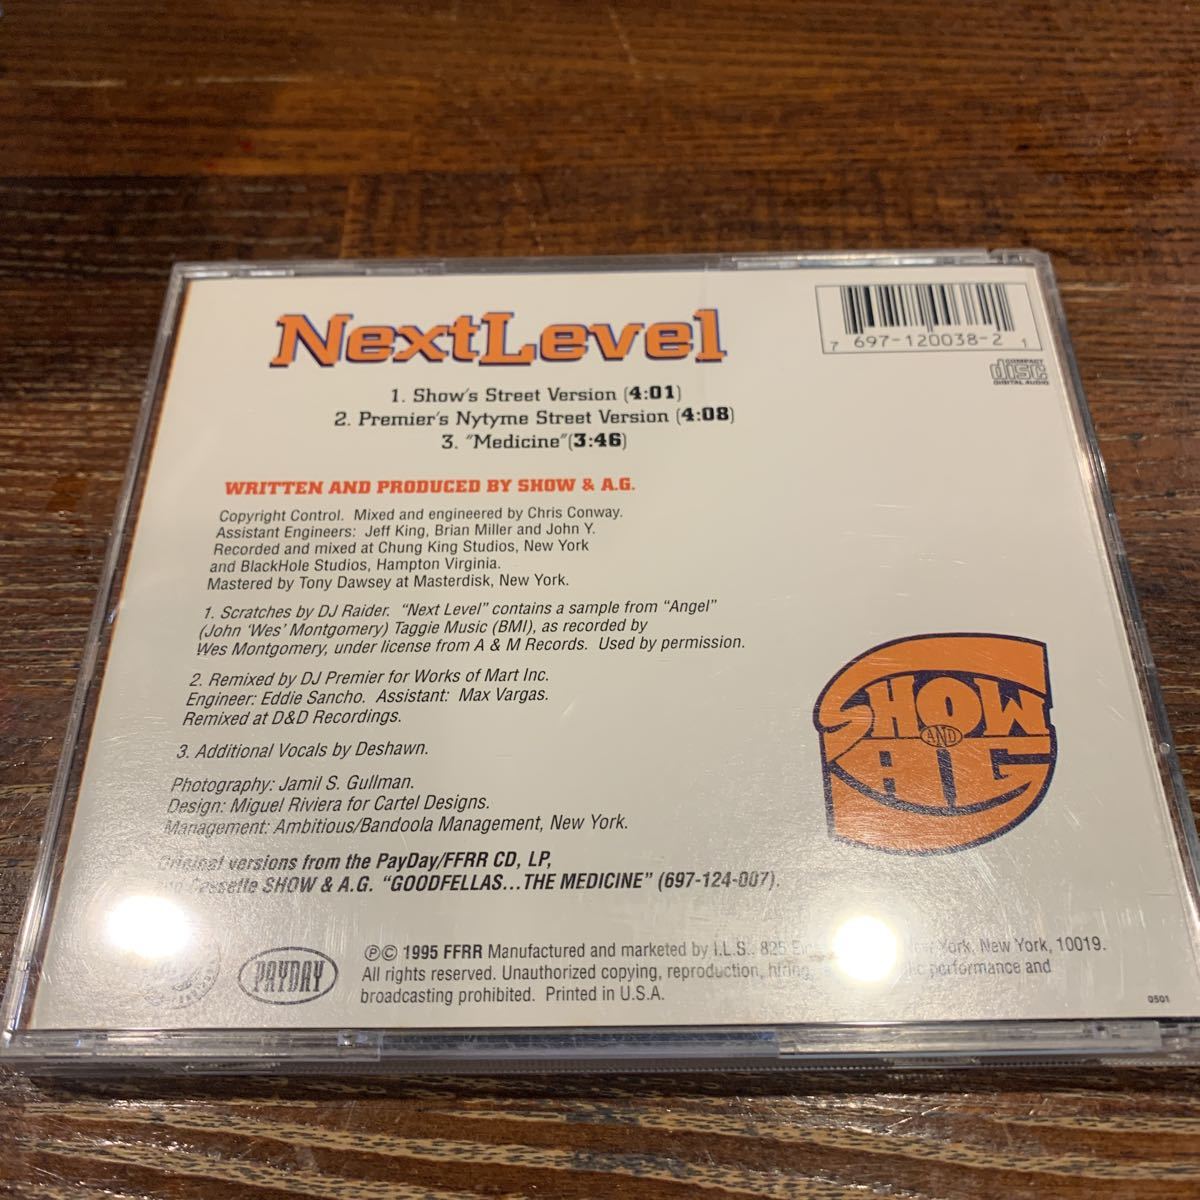 NextLevel
7 697-120038-2 1
COMPACT
disc
DIGITAL AUDIO
1. Show's Street Version (4:01)
2. Premier's Nytyme Street Version (4:08)
3. "Medicine"(3:46)
WRITTEN AND PRODUCED BY SHOW & A.G.
Copyright Control. Mixed and engineered by Chris Conway.
Assistant Engineers: Jeff King, Brian Miller and John Y.
Recorded and mixed at Chung King Studios, New York
and BlackHole Studios, Hampton Virginia.
Mastered by Tony Dawsey at Masterdisk, New York.
1. Scratches by DJ Raider. "Next Level" contains a sample from "Angel"
(John 'Wes' Montgomery) Taggie Music (BMI), as recorded by
Wes Montgomery, under license from A & M Records. Used by permission.
2. Remixed by DJ Premier for Works of Mart Inc.
Engineer: Eddie Sancho. Assistant: Max Vargas.
Remixed at D&D Recordings.
3. Additional Vocals by Deshawn.
Photography: Jamil S. Gullman.
Design: Miguel Riviera for Cartel Designs.
Management: Ambitious/Bandoola Management, New York.
Original versions from the PayDay/FFRR CD, LP,
and Cassette SHOW & A.G. "GOODFELLAS...THE MEDICINE" (697-124-007).
SHOW
AND
AG
PAYDAY
ⓅⒸ 1995 FFRR Manufactured and marketed by I.L.S.. 825 York, New York, 10019.
All rights reserved. Unauthorized copying, reproduction, hiring, performance and
broadcasting prohibited. Printed in U.S.A.
0501